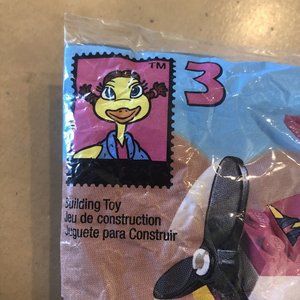 TM
3
Building Toy
Jeu de construction
Juguete para Construir